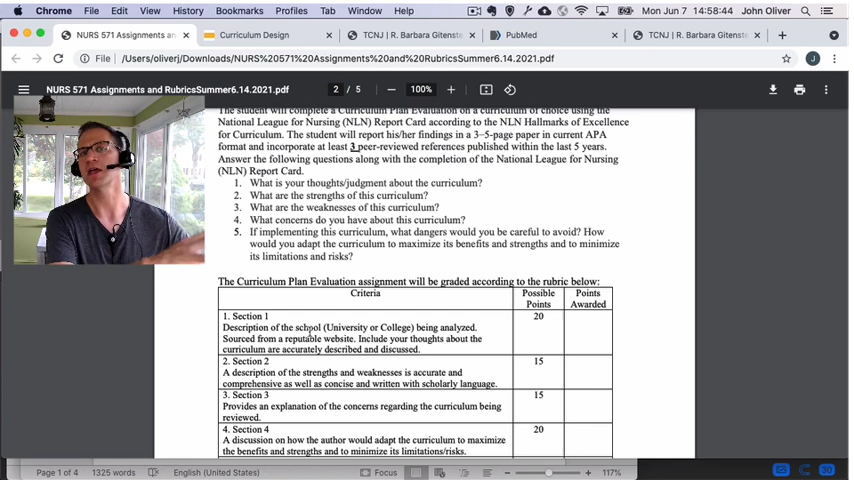 Chrome File Edit View History Bookmarks Profiles Tab Window Help Mon Jun 7 14:58:44 John Oliver
NURS 571 Assignments an Curriculum Design TCNJ | R. Barbara Gitenste PubMed TCNJ | R. Barbara Gitenste
File /Users/oliverj/Downloads/NURS%20571%20Assignments%20and%20RubricsSummer6.14.2021.pdf J
NURS 571 Assignments and RubricsSummer6.14.2021.pdf 2 / 5 100%
The student will complete a Curriculum Plan Evaluation on a curriculum of choice using the
National League for Nursing (NLN) Report Card according to the NLN Hallmarks of Excellence
for Curriculum. The student will report his/her findings in a 3–5-page paper in current APA
format and incorporate at least 3 peer-reviewed references published within the last 5 years.
Answer the following questions along with the completion of the National League for Nursing
(NLN) Report Card.
1. What is your thoughts/judgment about the curriculum?
2. What are the strengths of this curriculum?
3. What are the weaknesses of this curriculum?
4. What concerns do you have about this curriculum?
5. If implementing this curriculum, what dangers would you be careful to avoid? How
would you adapt the curriculum to maximize its benefits and strengths and to minimize
its limitations and risks?
The Curriculum Plan Evaluation assignment will be graded according to the rubric below:
Criteria Possible Points Points Awarded
1. Section 1 20
Description of the school (University or College) being analyzed.
Sourced from a reputable website. Include your thoughts about the
curriculum are accurately described and discussed.
2. Section 2 15
A description of the strengths and weaknesses is accurate and
comprehensive as well as concise and written with scholarly language.
3. Section 3 15
Provides an explanation of the concerns regarding the curriculum being
reviewed.
4. Section 4 20
A discussion on how the author would adapt the curriculum to maximize
the benefits and strengths and to minimize its limitations/risks.
Page 1 of 4 1325 words English (United States) Focus 117%